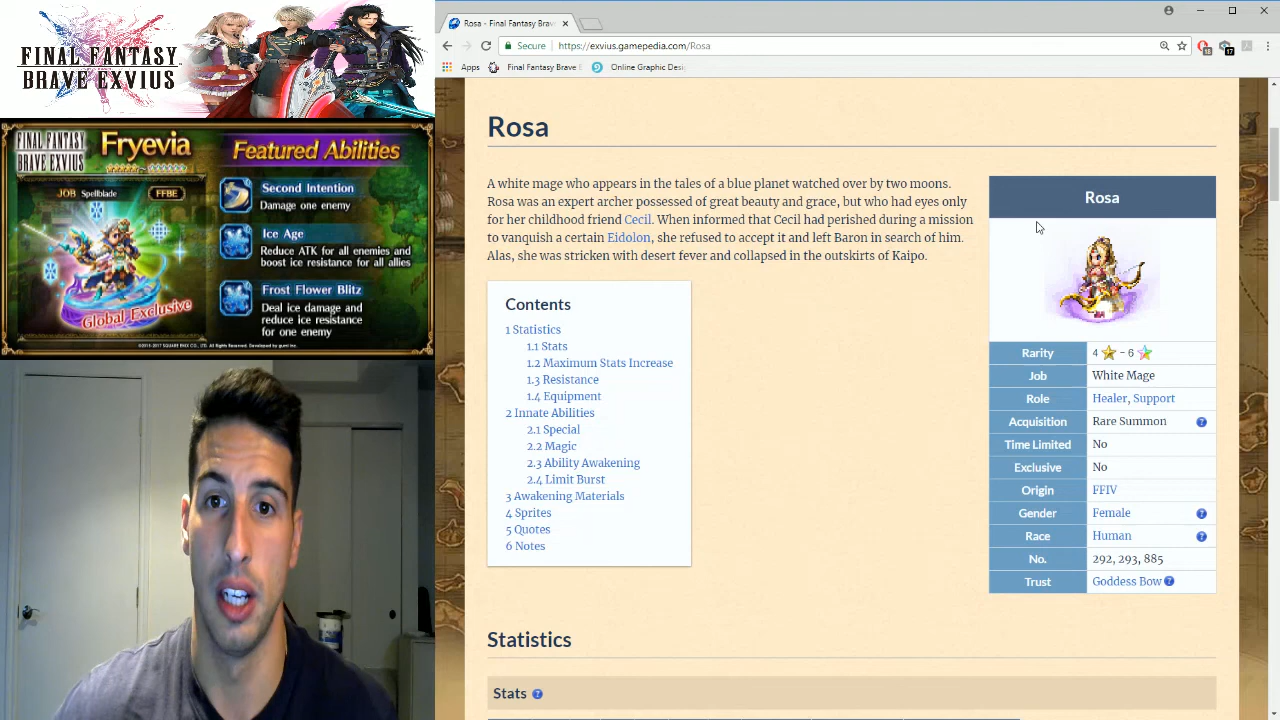 FINAL FANTASY
BRAVE EXVIUS
FINAL FANTASY
BRAVE EXVIUS
Fryevia
JOB Spellblade
FFBE
Global Exclusive
Featured Abilities
Second Intention
Damage one enemy
Ice Age
Reduce ATK for all enemies and
boost ice resistance for all allies
Frost Flower Blitz
Deal ice damage and
reduce ice resistance
for one enemy
Rosa - Final Fantasy Brav
Secure
https://exvius.gamepedia.com/Rosa
18
17
Apps
Final Fantasy Brave E
Online Graphic Desi
Rosa
A white mage who appears in the tales of a blue planet watched over by two moons.
Rosa was an expert archer possessed of great beauty and grace, but who had eyes only
for her childhood friend Cecil. When informed that Cecil had perished during a mission
to vanquish a certain Eidolon, she refused to accept it and left Baron in search of him.
Alas, she was stricken with desert fever and collapsed in the outskirts of Kaipo.
Contents
1 Statistics
1.1 Stats
1.2 Maximum Stats Increase
1.3 Resistance
1.4 Equipment
2 Innate Abilities
2.1 Special
2.2 Magic
2.3 Ability Awakening
2.4 Limit Burst
3 Awakening Materials
4 Sprites
5 Quotes
6 Notes
Rosa
Rarity 4 – 6
Job White Mage
Role Healer, Support
Acquisition Rare Summon ?
Time Limited No
Exclusive No
Origin FFIV
Gender Female ?
Race Human ?
No. 292, 293, 885
Trust Goddess Bow ?
Statistics
Stats ?